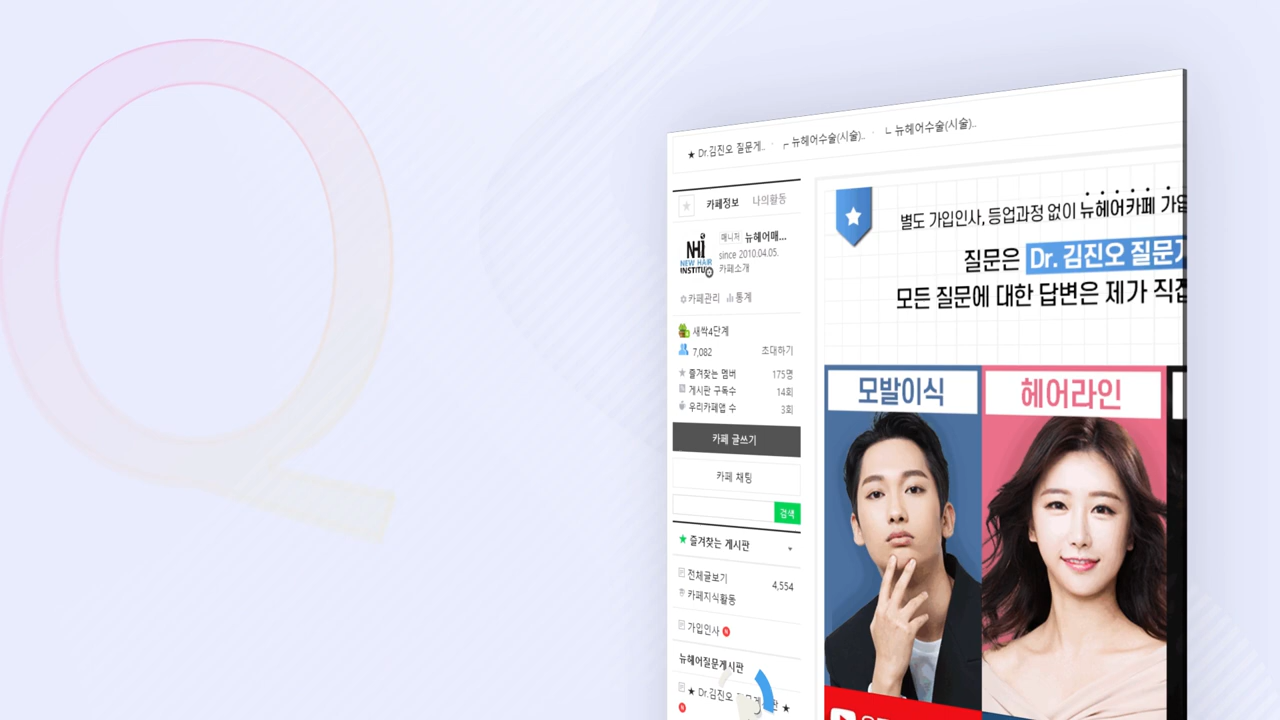 Q
★ Dr.김진오 질문게.. · ┌ 뉴헤어수술(시술).. · ㄴ 뉴헤어수술(시술)..
카페정보 나의활동
매니저 뉴헤어매...
since 2010.04.05.
카페소개
NHI
NEW HAIR
INSTITU
카페관리 통계
새싹4단계
7,082 초대하기
즐겨찾는 멤버 175명
게시판 구독수 14회
우리카페앱 수 3회
카페 글쓰기
카페 채팅
검색
★ 즐겨찾는 게시판
전체글보기 4,554
카페지식활동
가입인사 N
뉴헤어질문게시판
★ Dr.김진오 ★
별도 가입인사, 등업과정 없이 뉴헤어카페
질문은 Dr. 김진오
모든 질문에 대한 답변은 제가
모발이식
헤어라인